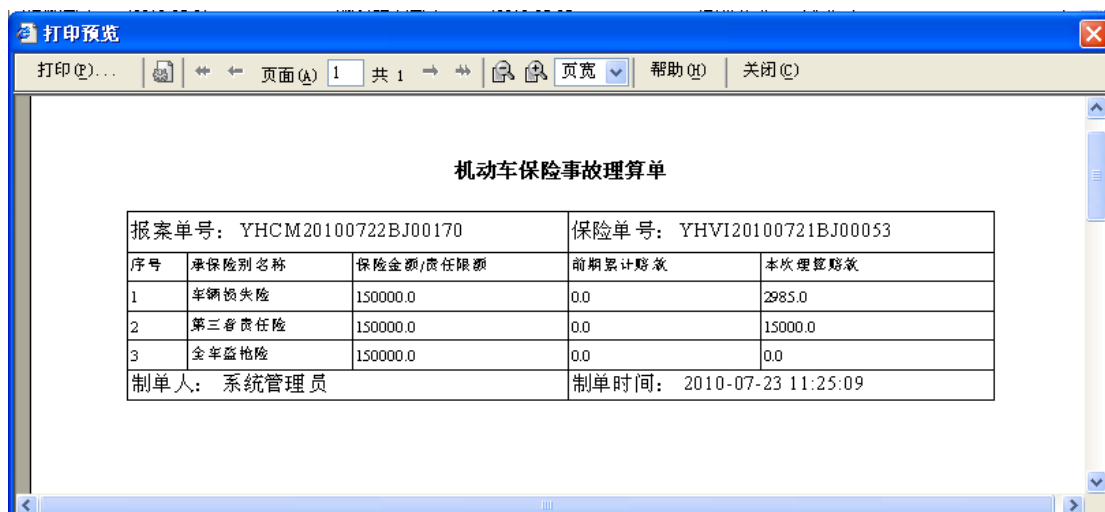 打印预览
打印(P)... 页面(A) 1 共 1 页宽 帮助(H) 关闭(C)
机动车保险事故理算单
报案单号: YHCM20100722BJ00170 保险单号: YHVI20100721BJ00053
序号 承保险别名称 保险金额/责任限额 前期累计赔款 本次理算赔款
1 车辆损失险 150000.0 0.0 2985.0
2 第三者责任险 150000.0 0.0 15000.0
3 全车盗抢险 150000.0 0.0 0.0
制单人: 系统管理员 制单时间: 2010-07-23 11:25:09